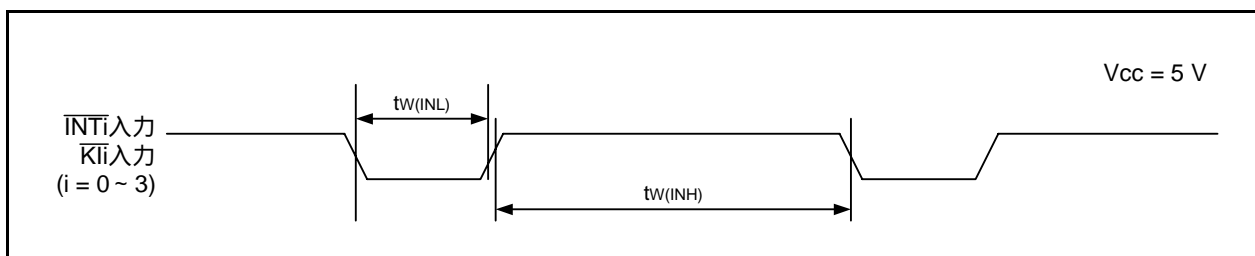 Vcc = 5 V
tW(INL)
INTi入力
KIi入力
(i = 0 ~ 3)
tW(INH)